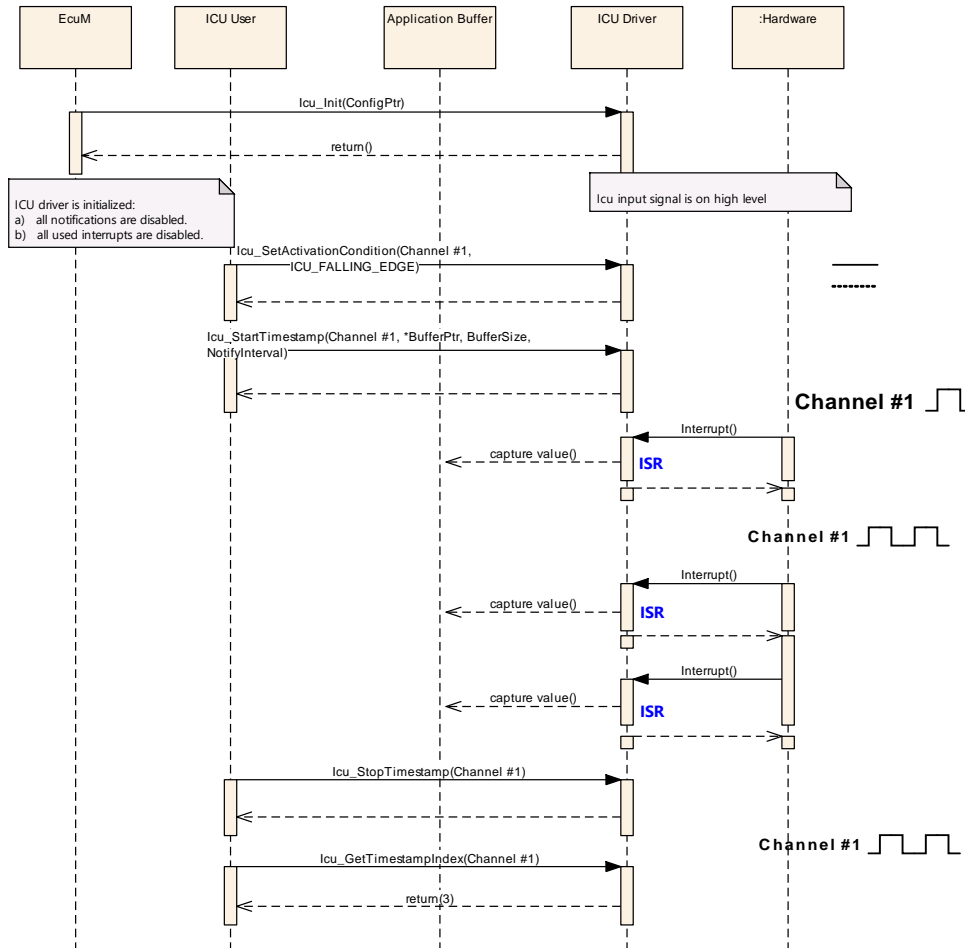 EcuM
ICU User
Application Buffer
ICU Driver
:Hardware
Icu_Init(ConfigPtr)
return()
ICU driver is initialized:
a) all notifications are disabled.
b) all used interrupts are disabled.
Icu input signal is on high level
Icu_SetActivationCondition(Channel #1,
ICU_FALLING_EDGE)
Icu_StartTimestamp(Channel #1, *BufferPtr, BufferSize,
NotifyInterval)
Channel #1
Interrupt()
capture value()
ISR
Channel #1
Interrupt()
capture value()
ISR
Interrupt()
capture value()
ISR
Icu_StopTimestamp(Channel #1)
Channel #1
Icu_GetTimestampIndex(Channel #1)
return(3)